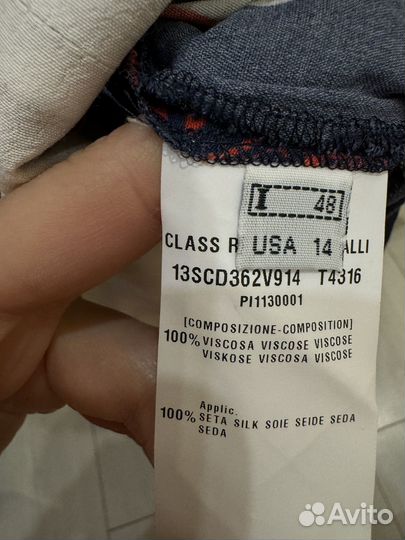 I 48
USA 14
CLASS R ALLI
13SCD362V914 T4316
PI1130001
[COMPOSIZIONE-COMPOSITION]
100% VISCOSA VISCOSE VISCOSE
VISKOSE VISCOSA VISCOSE
Applic.
100% SETA SILK SOIE SEIDE SEDA
SEDA
Avito